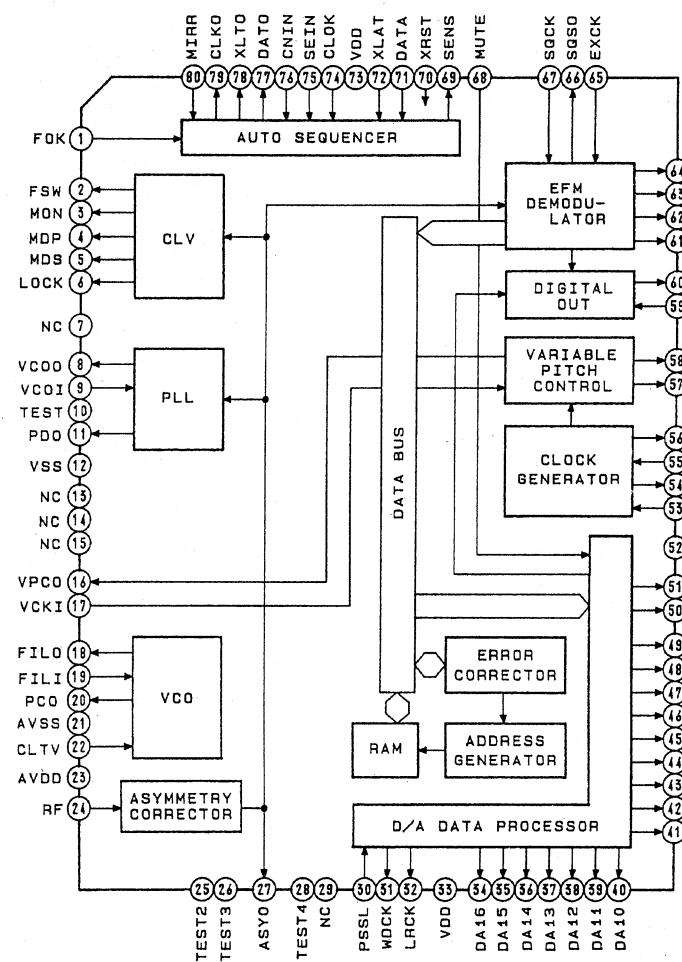 MIRR
CLKO
XLTO
DATO
CNIN
SEIN
CLOK
VDD
XLAT
DATA
XRST
SENS
MUTE
SQCK
SQSO
EXCK
80
79
78
77
76
75
74
73
72
71
70
69
68
67
66
65
FOK 1
AUTO SEQUENCER
FSW 2
MON 3
MDP 4
MDS 5
LOCK 6
CLV
EFM
DEMODU-
LATOR
64
63
62
61
NC 7
DIGITAL
OUT
60
59
VCOO 8
VCOI 9
TEST 10
PDO 11
PLL
VARIABLE
PITCH
CONTROL
58
57
VSS 12
NC 13
NC 14
NC 15
DATA BUS
CLOCK
GENERATOR
56
55
54
53
52
VPCO 16
VCKI 17
51
50
FILO 18
FILI 19
PCO 20
AVSS 21
CLTV 22
VCO
ERROR
CORRECTOR
49
48
47
46
45
44
43
42
41
AVDD 23
RF 24
ASYMMETRY
CORRECTOR
RAM
ADDRESS
GENERATOR
D/A DATA PROCESSOR
25
26
27
28
29
30
31
32
33
34
35
36
37
38
39
40
TEST2
TEST3
ASYO
TEST4
NC
PSSL
WDCK
LRCK
VDD
DA16
DA15
DA14
DA13
DA12
DA11
DA10